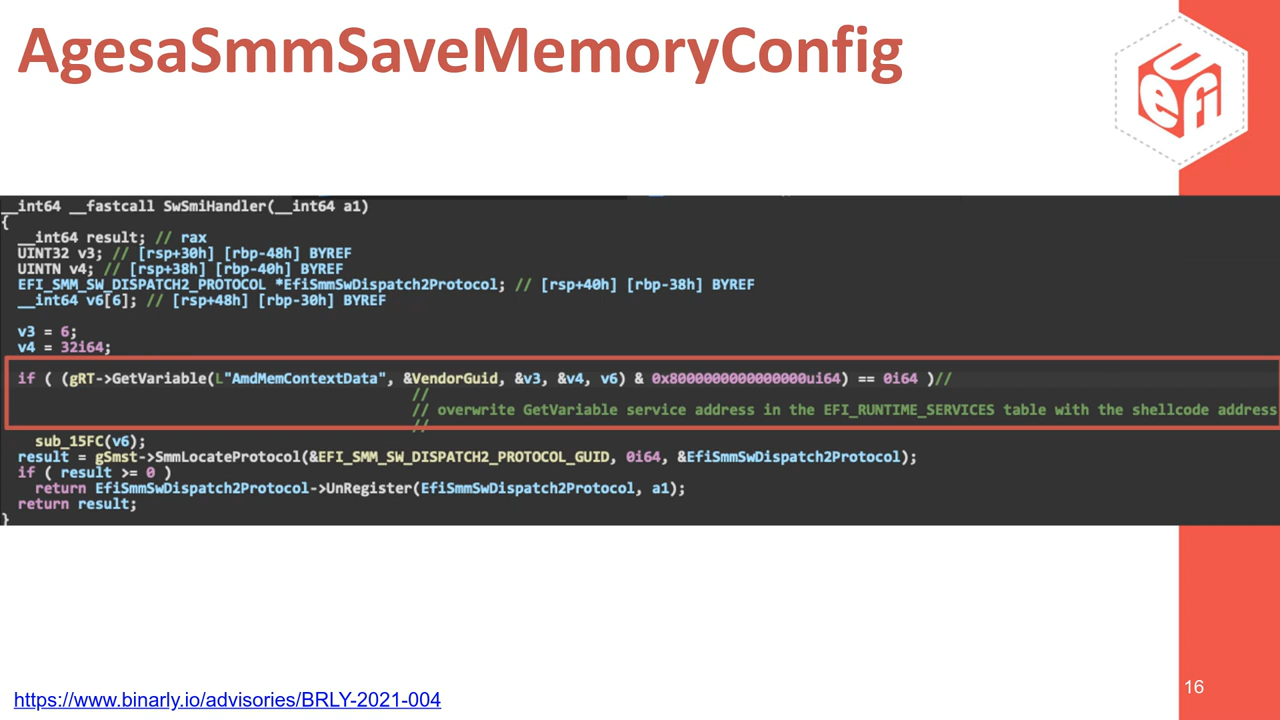 AgesaSmmSaveMemoryConfig
UEFI
__int64 __fastcall SwSmiHandler(__int64 a1)
{
__int64 result; // rax
UINT32 v3; // [rsp+30h] [rbp-48h] BYREF
UINTN v4; // [rsp+38h] [rbp-40h] BYREF
EFI_SMM_SW_DISPATCH2_PROTOCOL *EfiSmmSwDispatch2Protocol; // [rsp+40h] [rbp-38h] BYREF
__int64 v6[6]; // [rsp+48h] [rbp-30h] BYREF
v3 = 6;
v4 = 32i64;
if ( (gRT->GetVariable(L"AmdMemContextData", &VendorGuid, &v3, &v4, v6) & 0x8000000000000000ui64) == 0i64 )//
//
// overwrite GetVariable service address in the EFI_RUNTIME_SERVICES table with the shellcode address
//
sub_15FC(v6);
result = gSmst->SmmLocateProtocol(&EFI_SMM_SW_DISPATCH2_PROTOCOL_GUID, 0i64, &EfiSmmSwDispatch2Protocol);
if ( result >= 0 )
return EfiSmmSwDispatch2Protocol->UnRegister(EfiSmmSwDispatch2Protocol, a1);
return result;
}
https://www.binarly.io/advisories/BRLY-2021-004
16